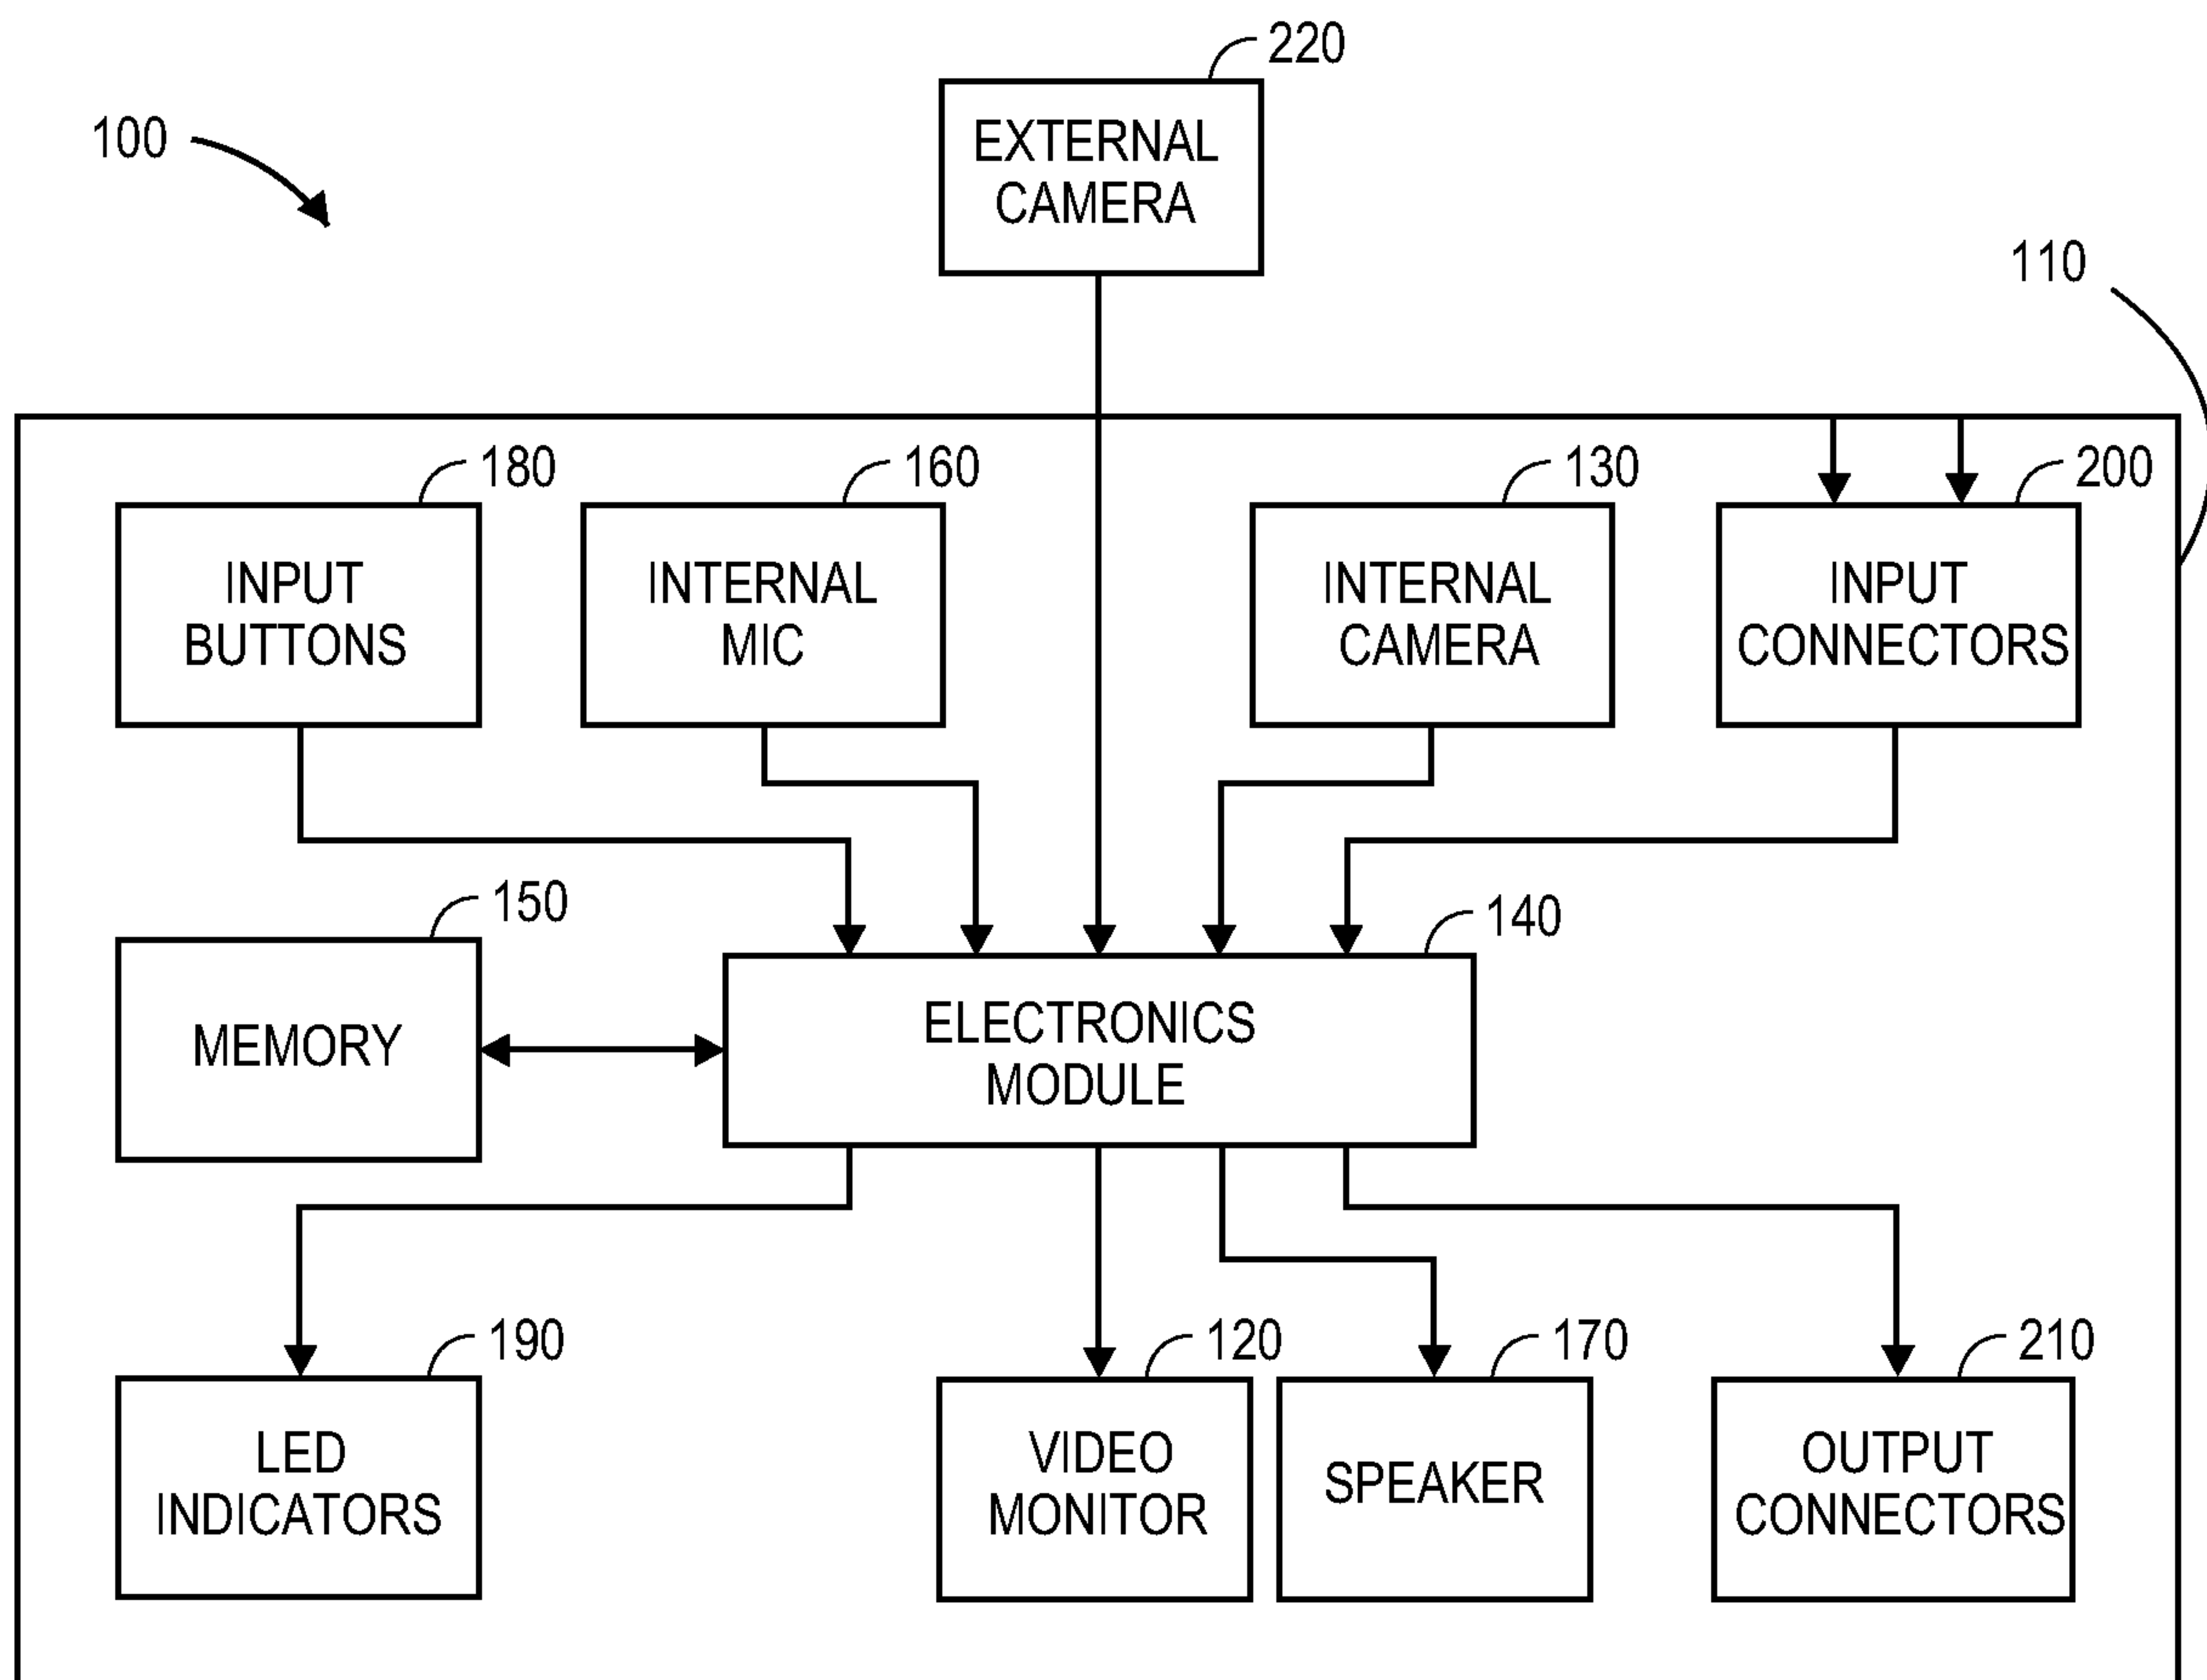 220
EXTERNAL
CAMERA
100
110
180
160
130
200
INPUT
BUTTONS
INTERNAL
MIC
INTERNAL
CAMERA
INPUT
CONNECTORS
150
140
MEMORY
ELECTRONICS
MODULE
190
120
170
210
LED
INDICATORS
VIDEO
MONITOR
SPEAKER
OUTPUT
CONNECTORS